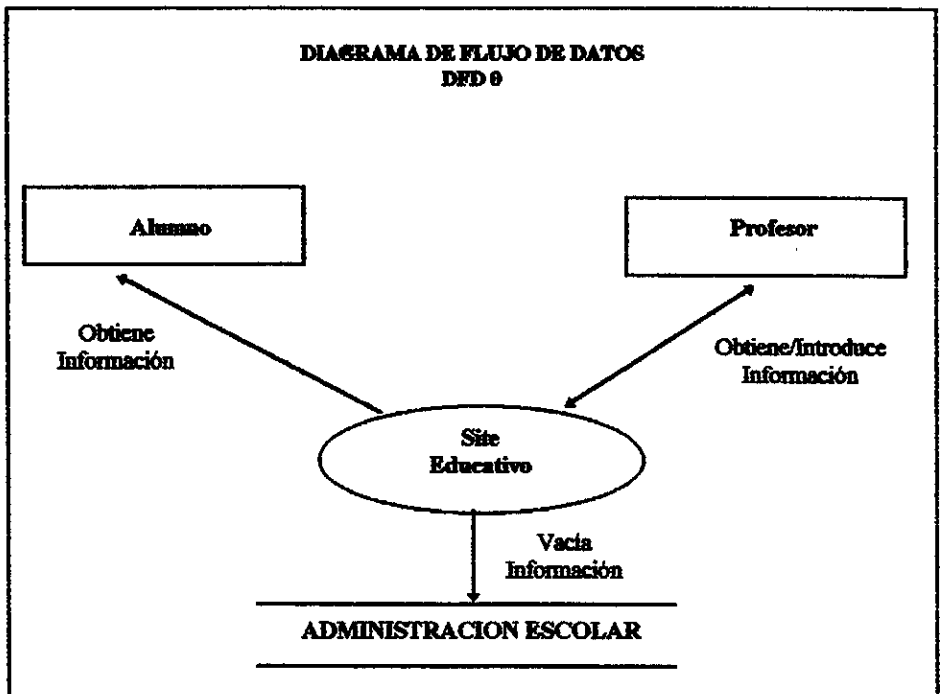 DIAGRAMA DE FLUJO DE DATOS
DFD 0
Alumno
Profesor
Obtiene
Información
Obtiene/Introduce
Información
Site
Educativo
Vacía
Información
ADMINISTRACION ESCOLAR